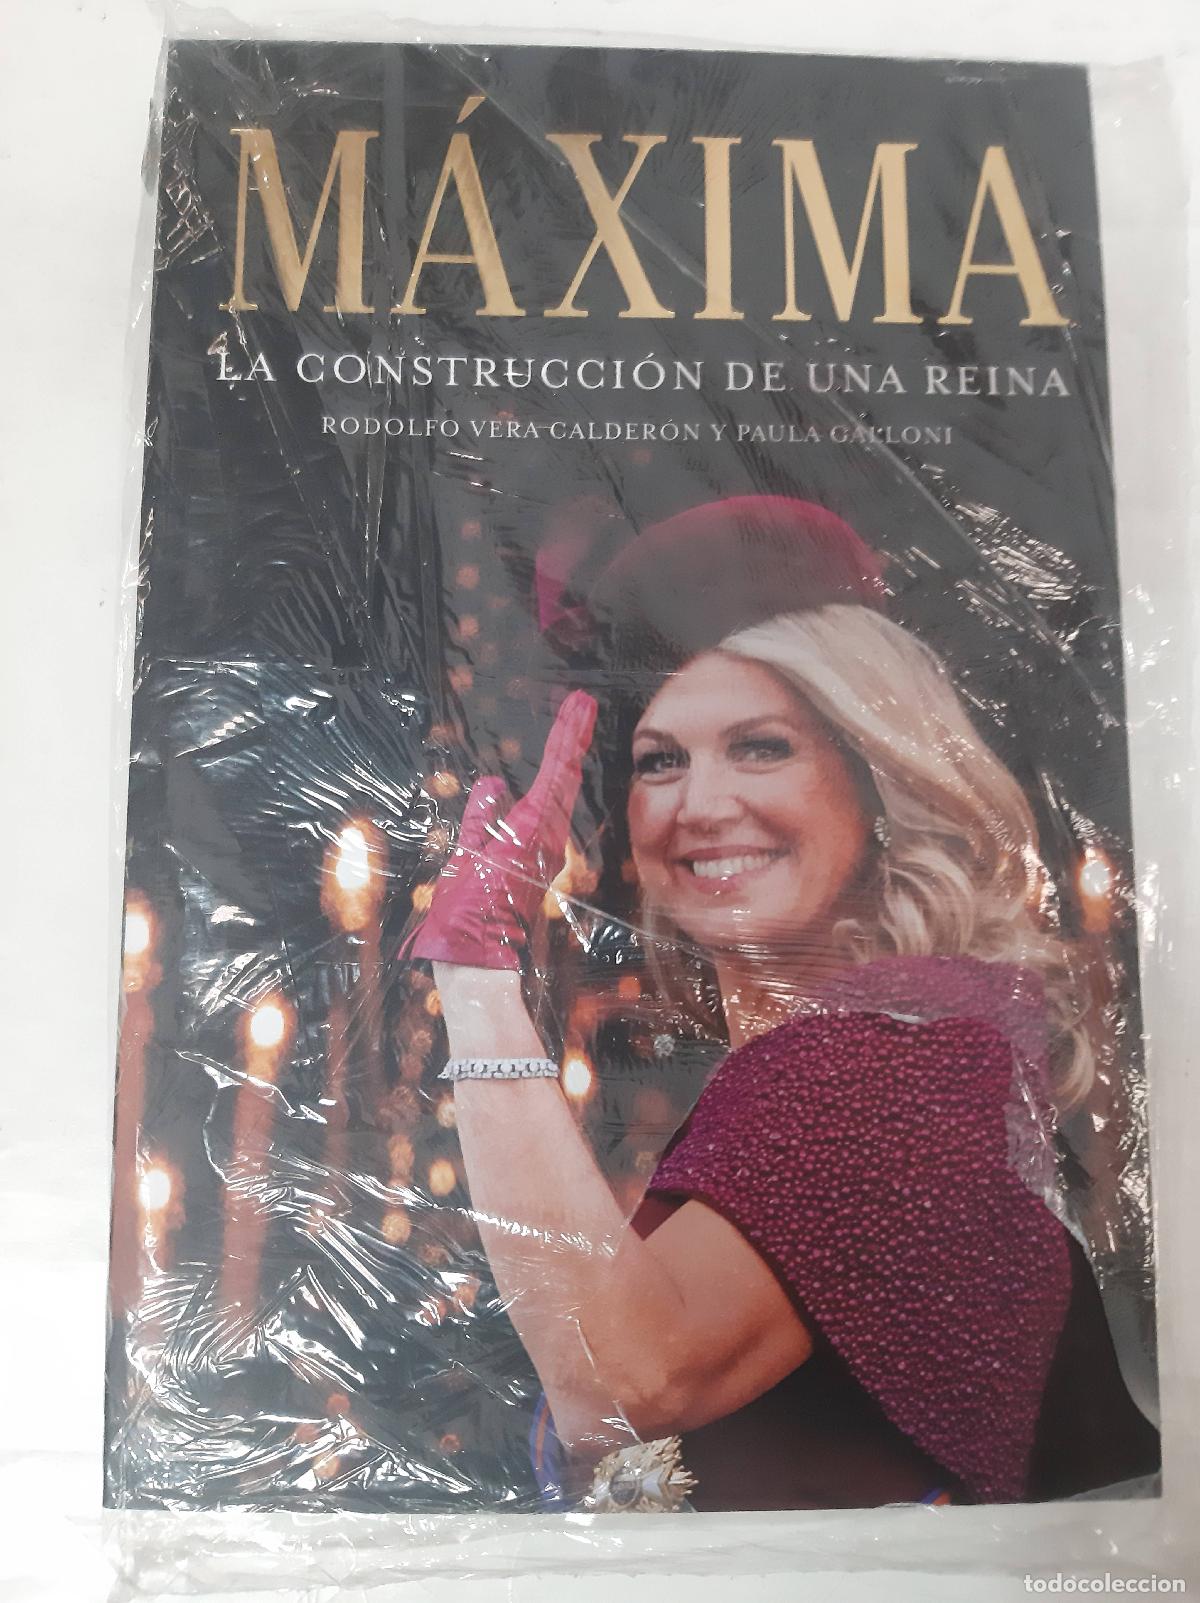 MÁXIMA
LA CONSTRUCCIÓN DE UNA REINA
RODOLFO VERA CALDERÓN Y PAULA GALLONI
todocoleccion